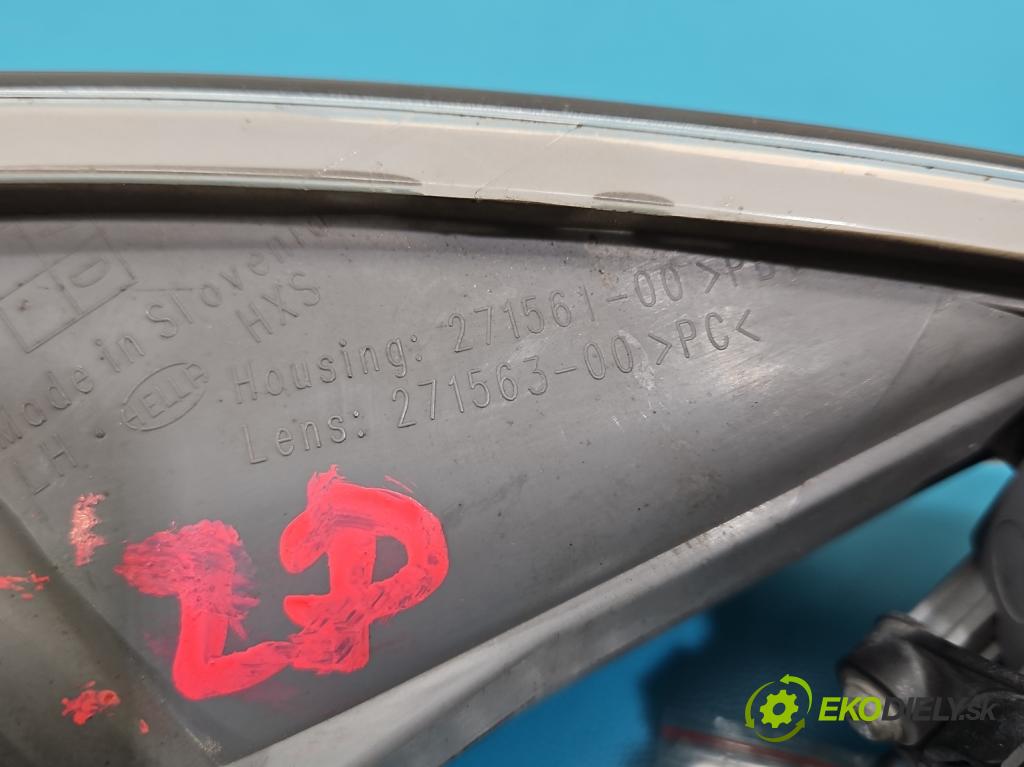 Made in Slovenia
HXS
LH HELLA Housing: 271561-00 >PB
Lens: 271563-00 >PC<
LP
EKODIELY.SK